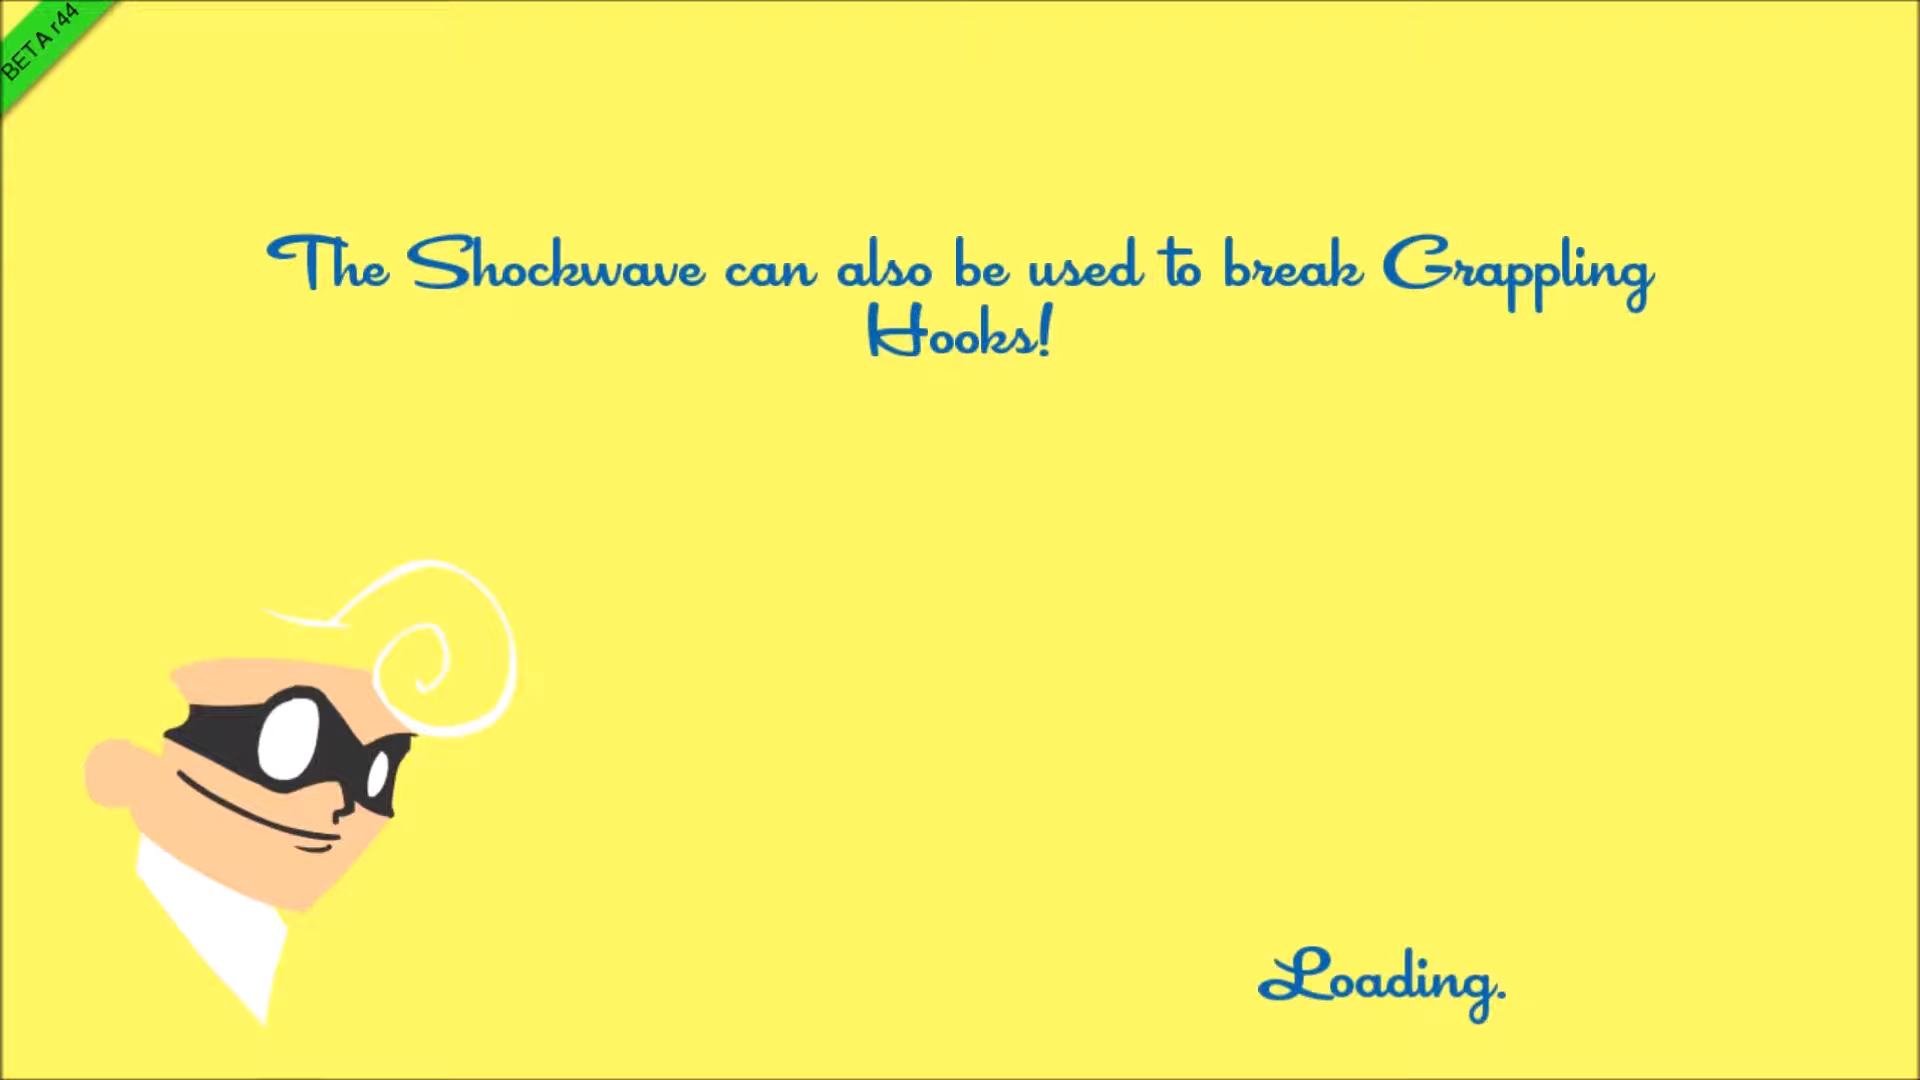 BETA r44
The Shockwave can also be used to break Grappling
Hooks!
Loading.